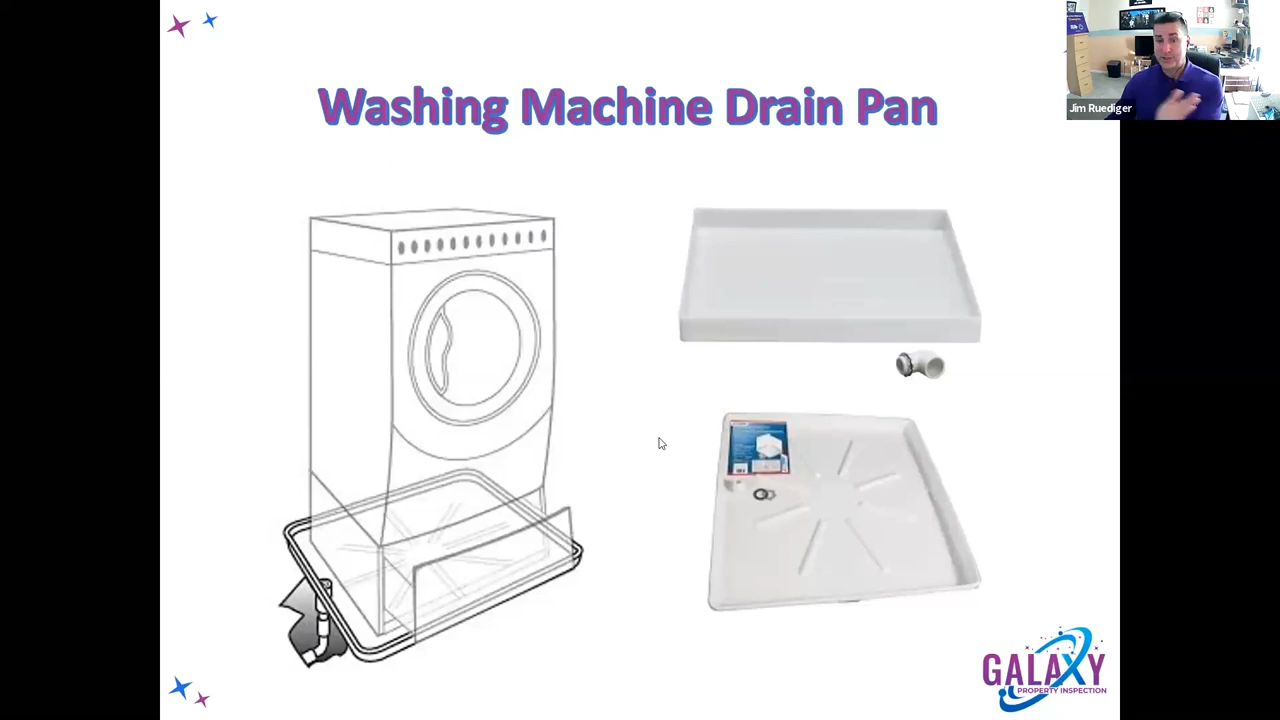 Washing Machine Drain Pan
Jim Ruediger
GALAXY
PROPERTY INSPECTION